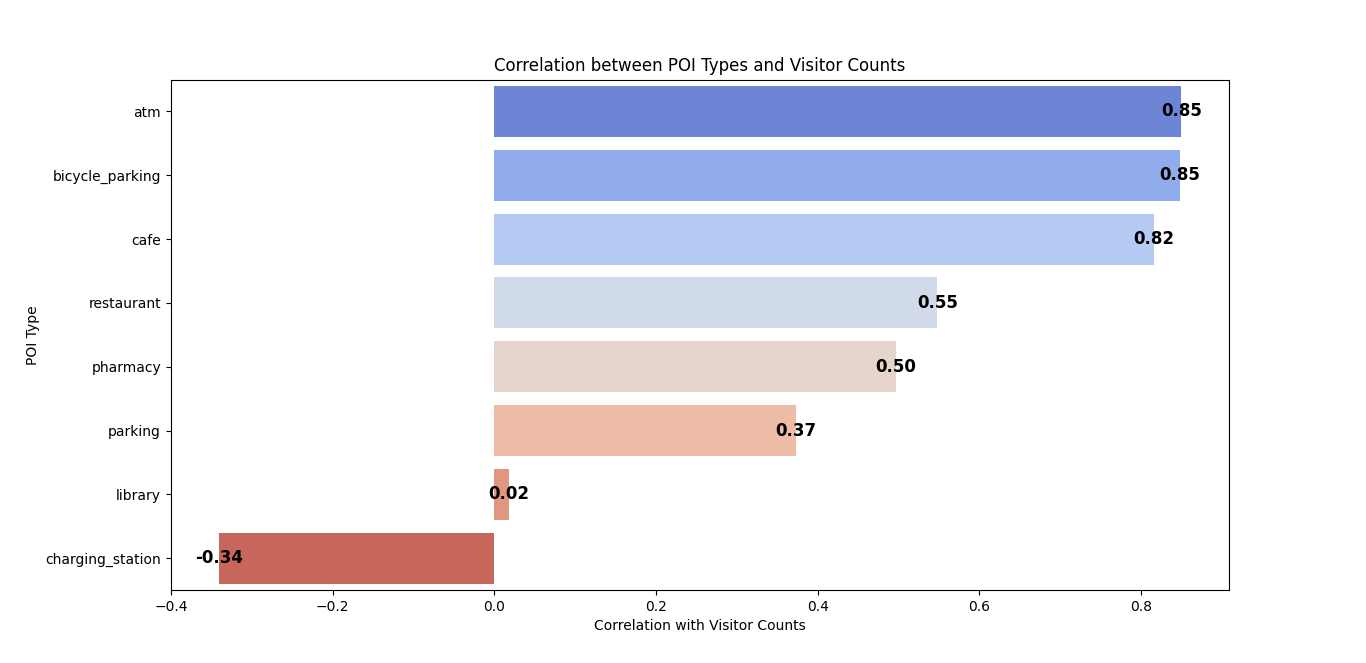 Correlation between POI Types and Visitor Counts
atm
0.85
bicycle_parking
0.85
cafe
0.82
restaurant
0.55
POI Type
pharmacy
0.50
parking
0.37
library
0.02
charging_station
-0.34
−0.4
−0.2
0.0
0.2
0.4
0.6
0.8
Correlation with Visitor Counts